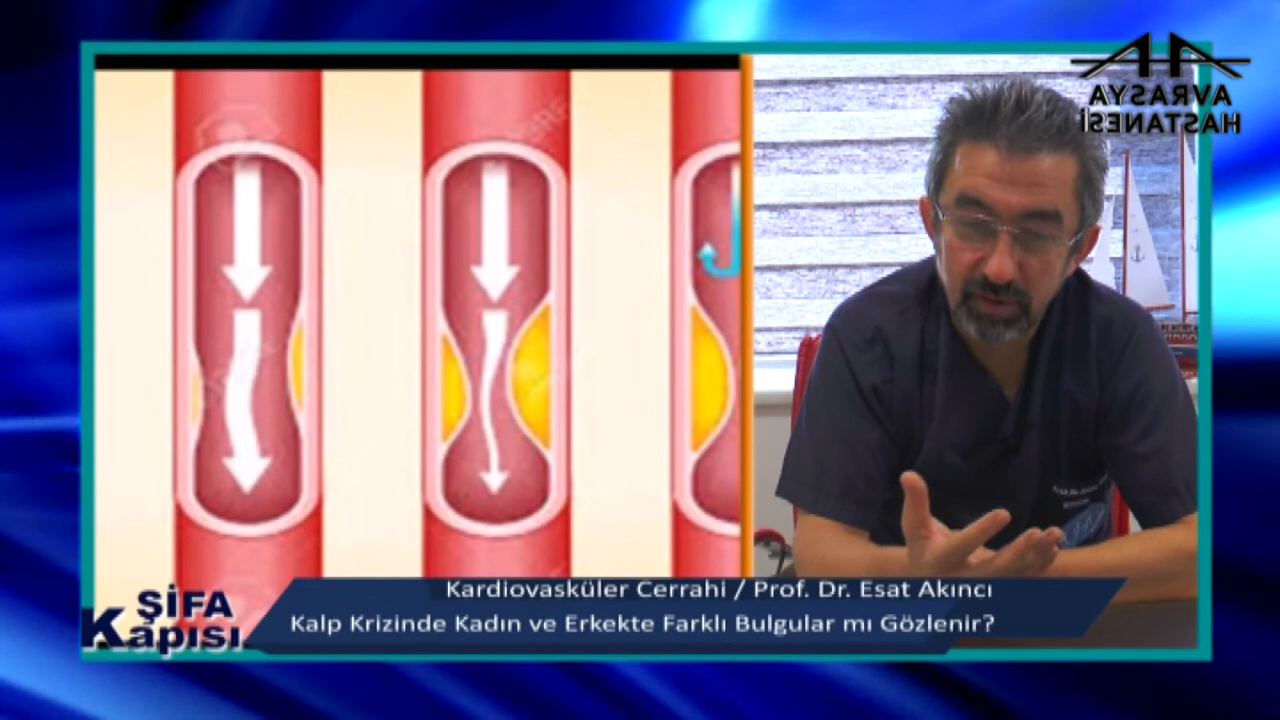 AVRASYA
HASTANESİ
Kardiovasküler Cerrahi / Prof. Dr. Esat Akıncı
Kalp Krizinde Kadın ve Erkekte Farklı Bulgular mı Gözlenir?
ŞİFA
Kapısı